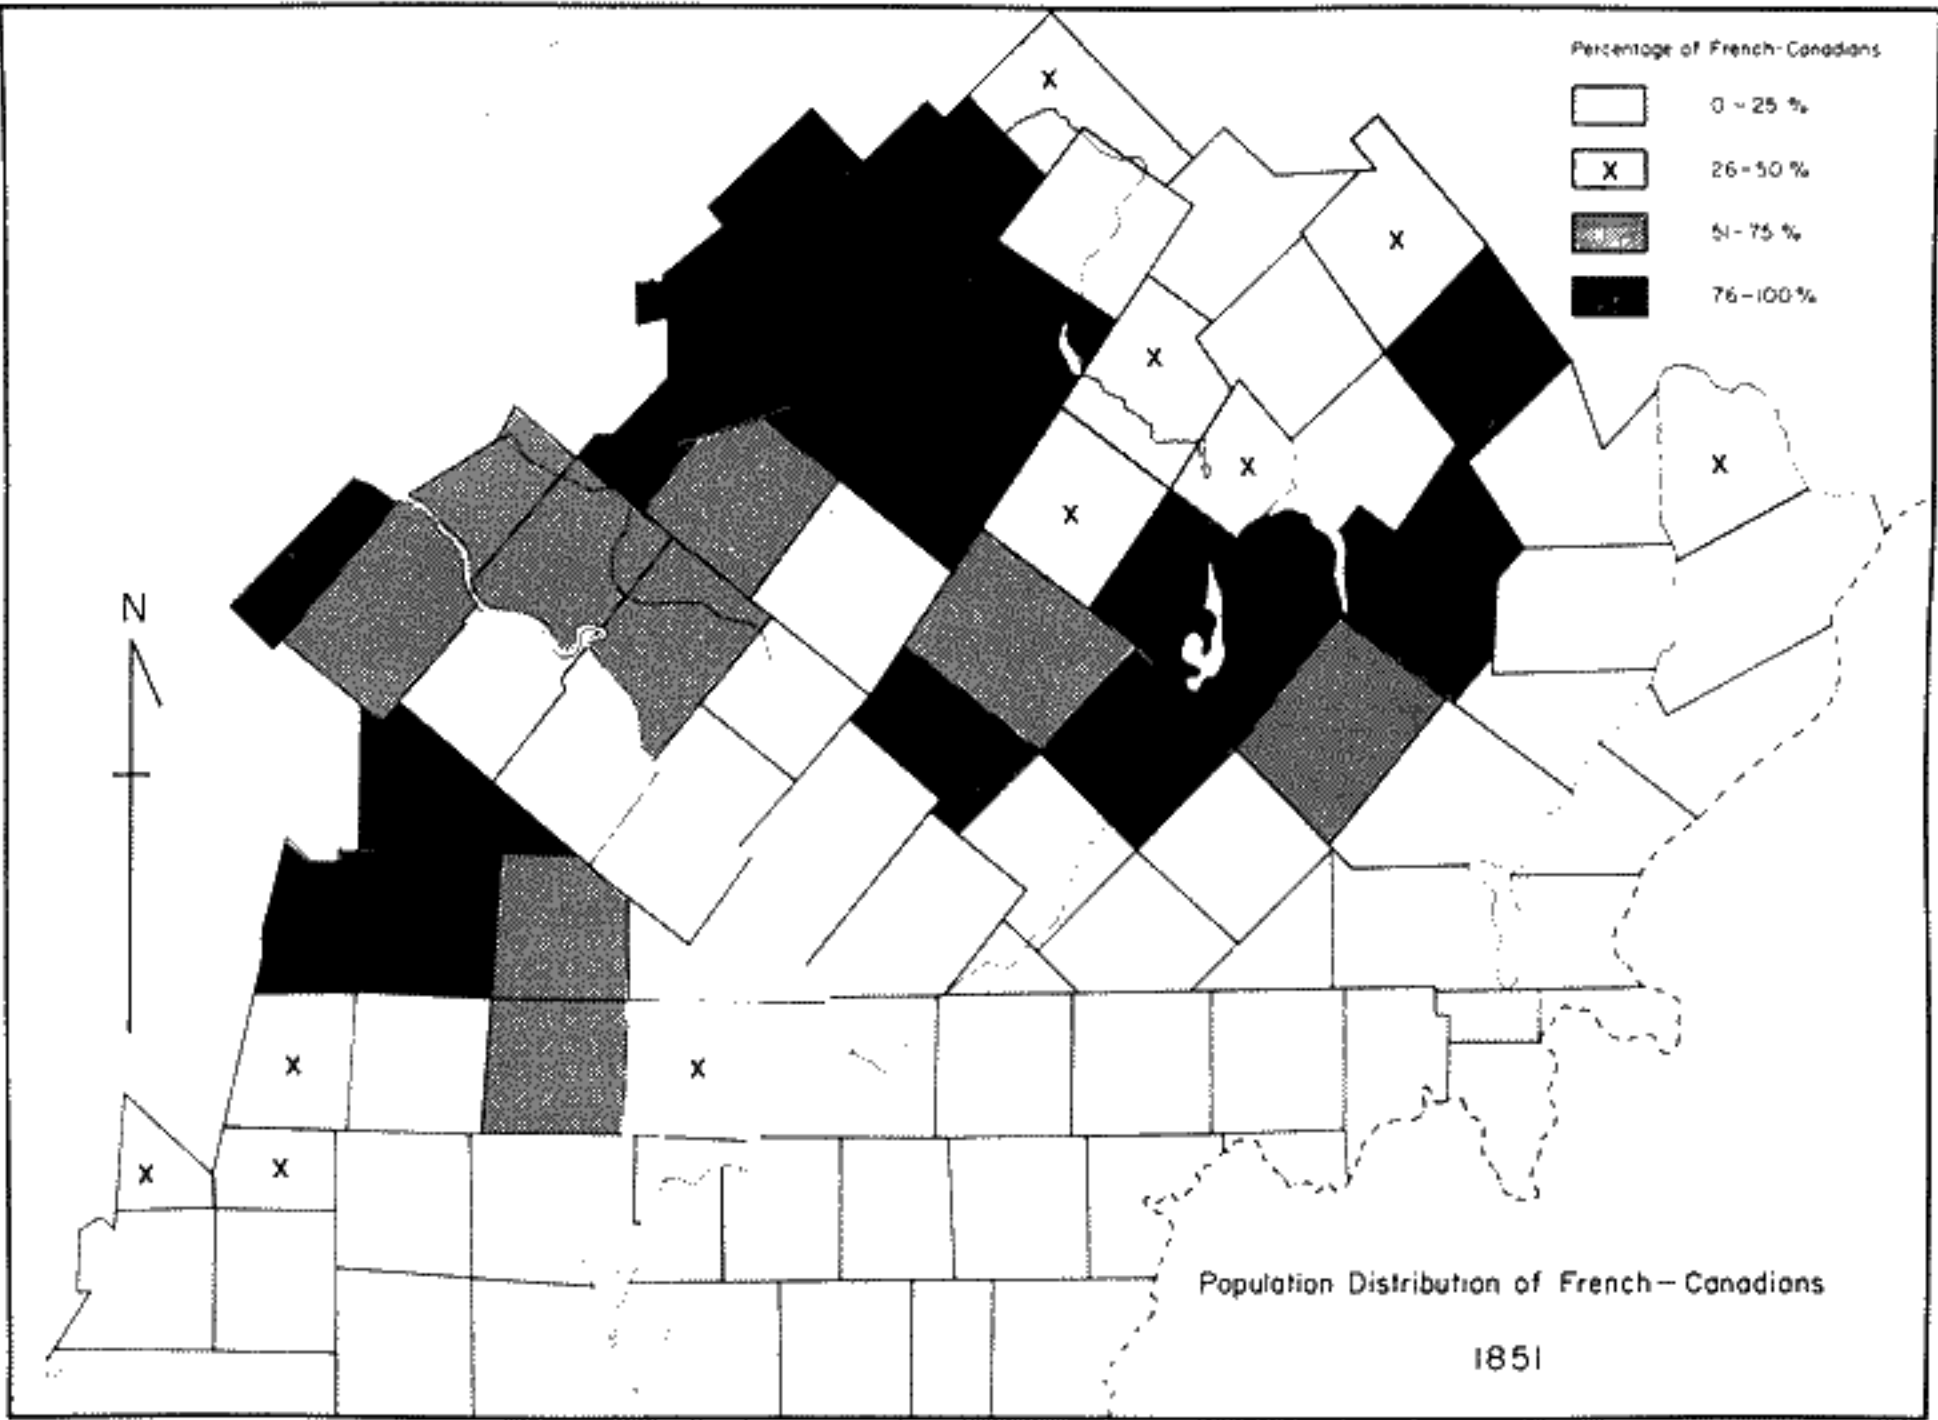 Percentage of French-Canadians
0-25 %
X 26-50 %
51-75 %
76-100 %
X
X
X
X
X
X
N
X
X
X
X
Population Distribution of French-Canadians
1851